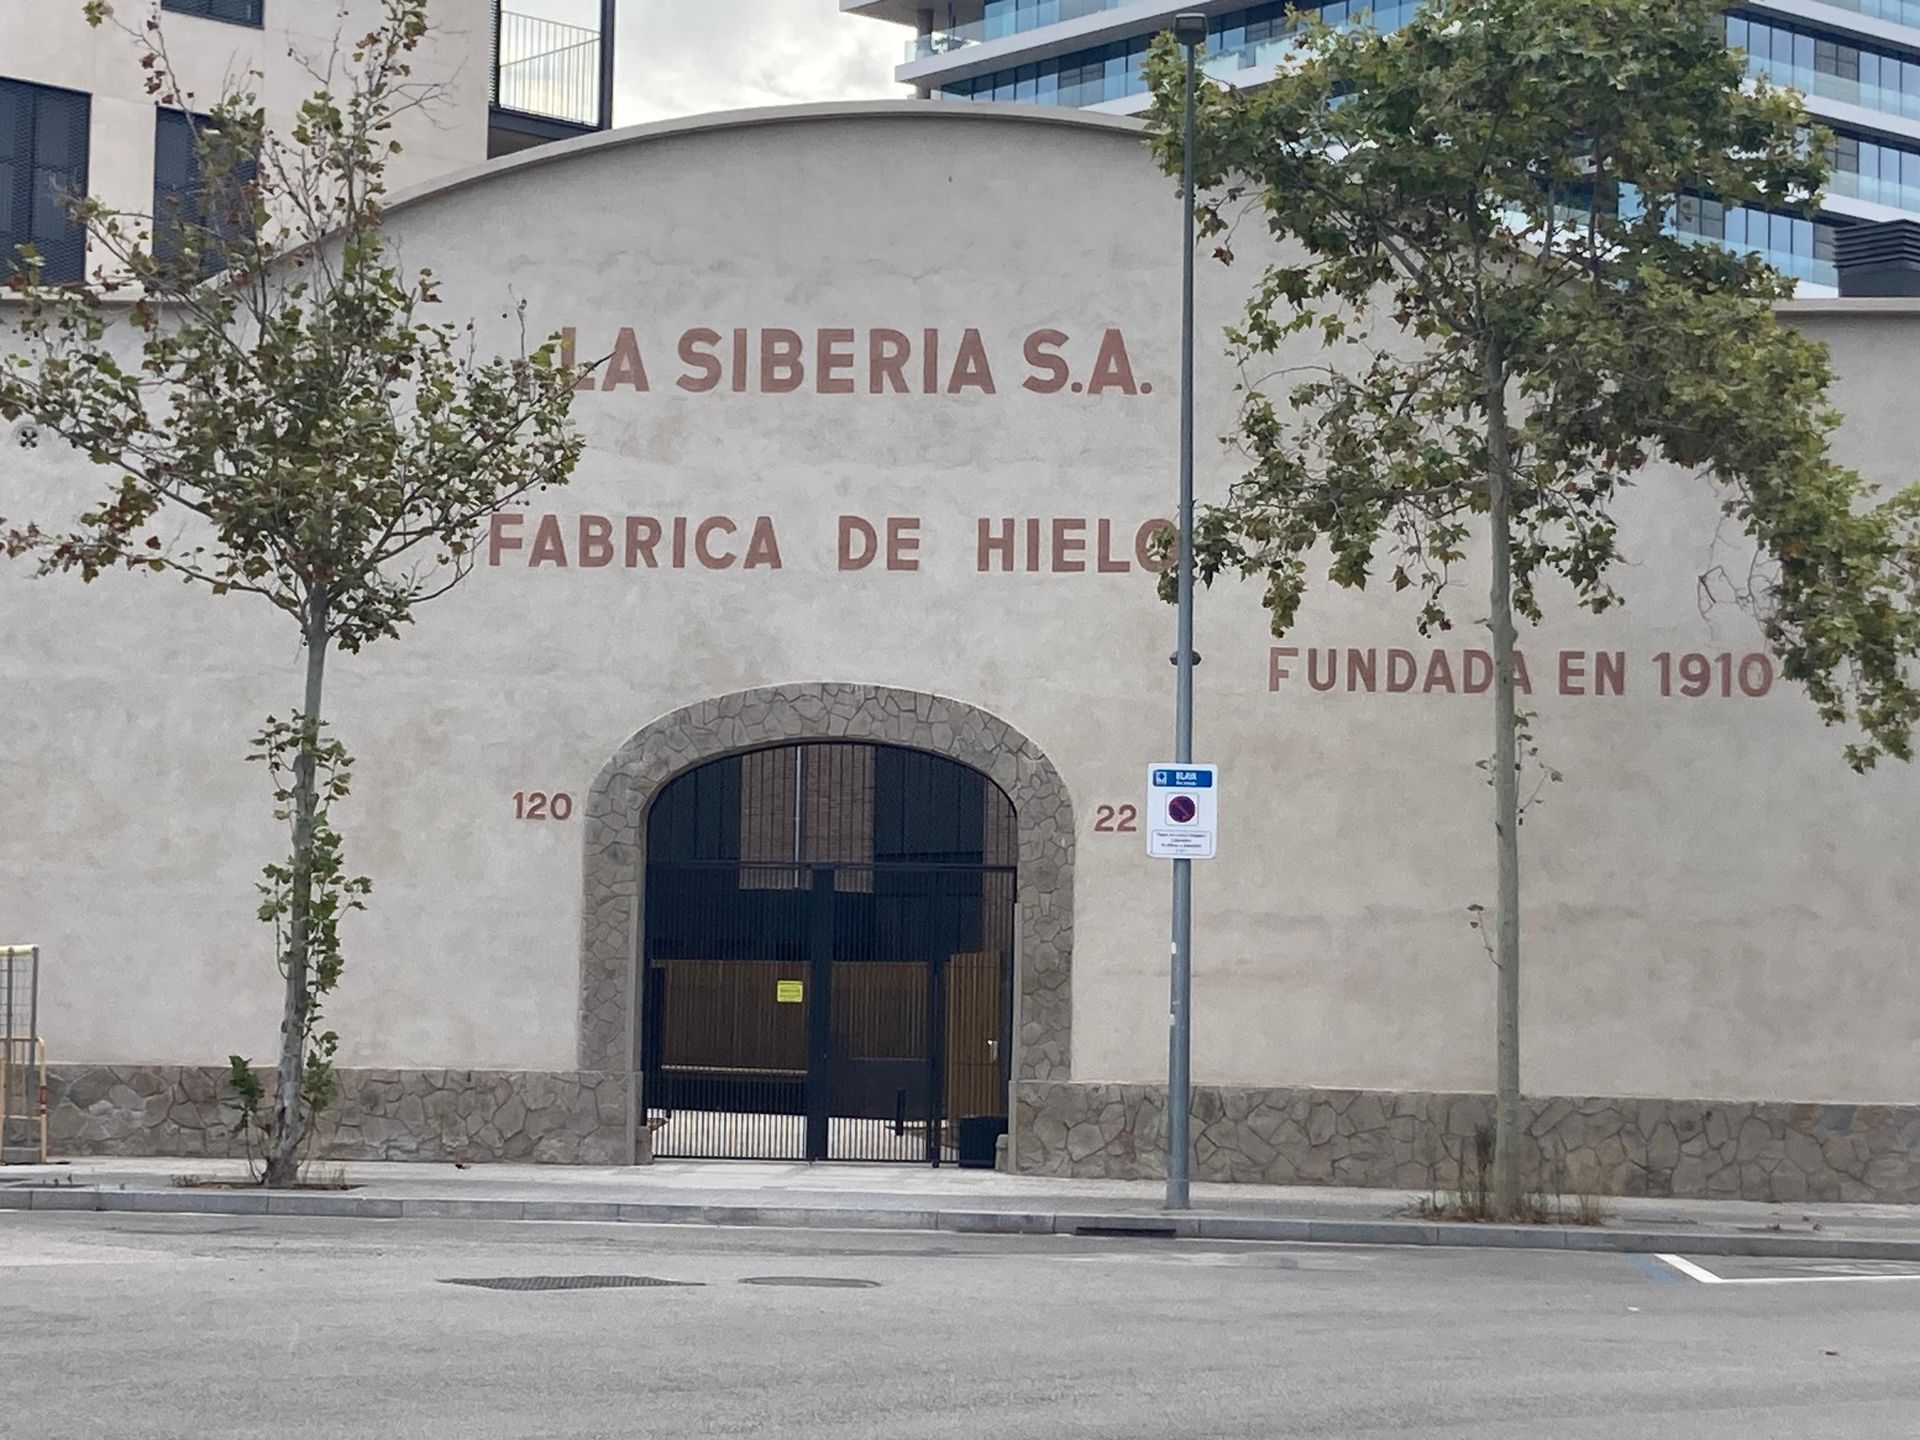 LA SIBERIA S.A.
FABRICA DE HIELO
FUNDADA EN 1910
120
22